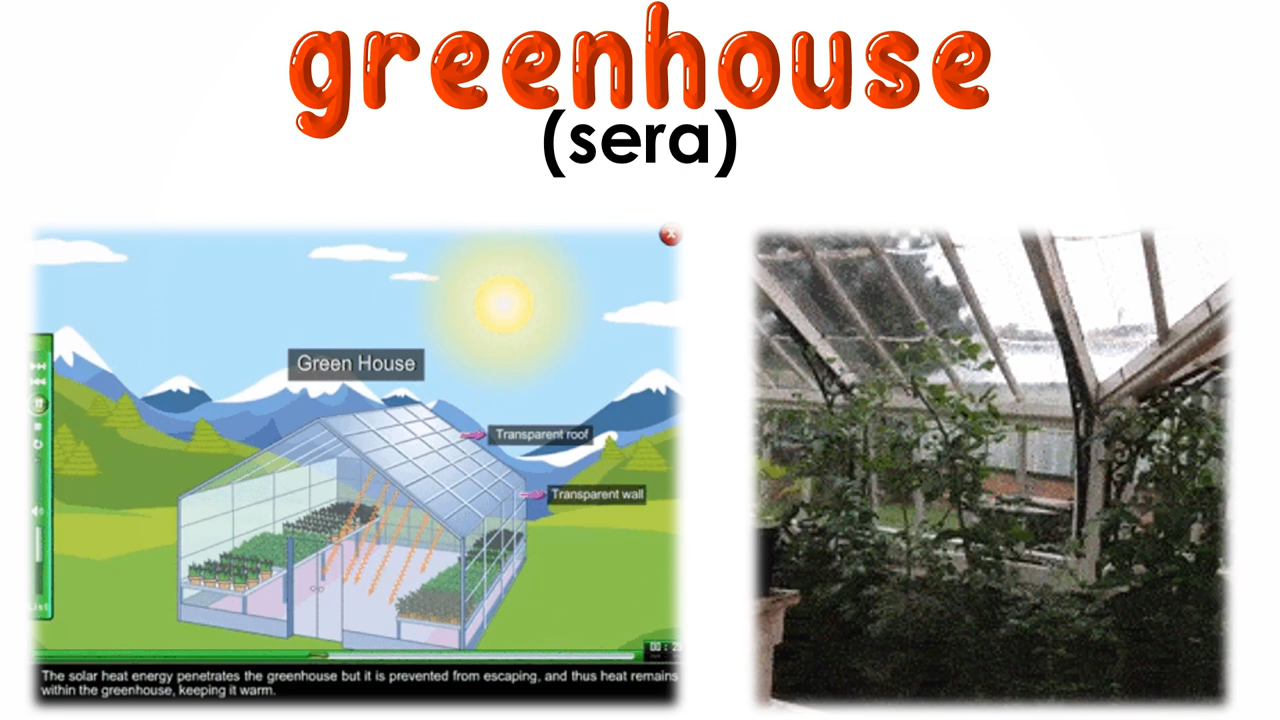 greenhouse
(sera)
Green House
Transparent roof
Transparent wall
The solar heat energy penetrates the greenhouse but it is prevented from escaping, and thus heat remains
within the greenhouse, keeping it warm.